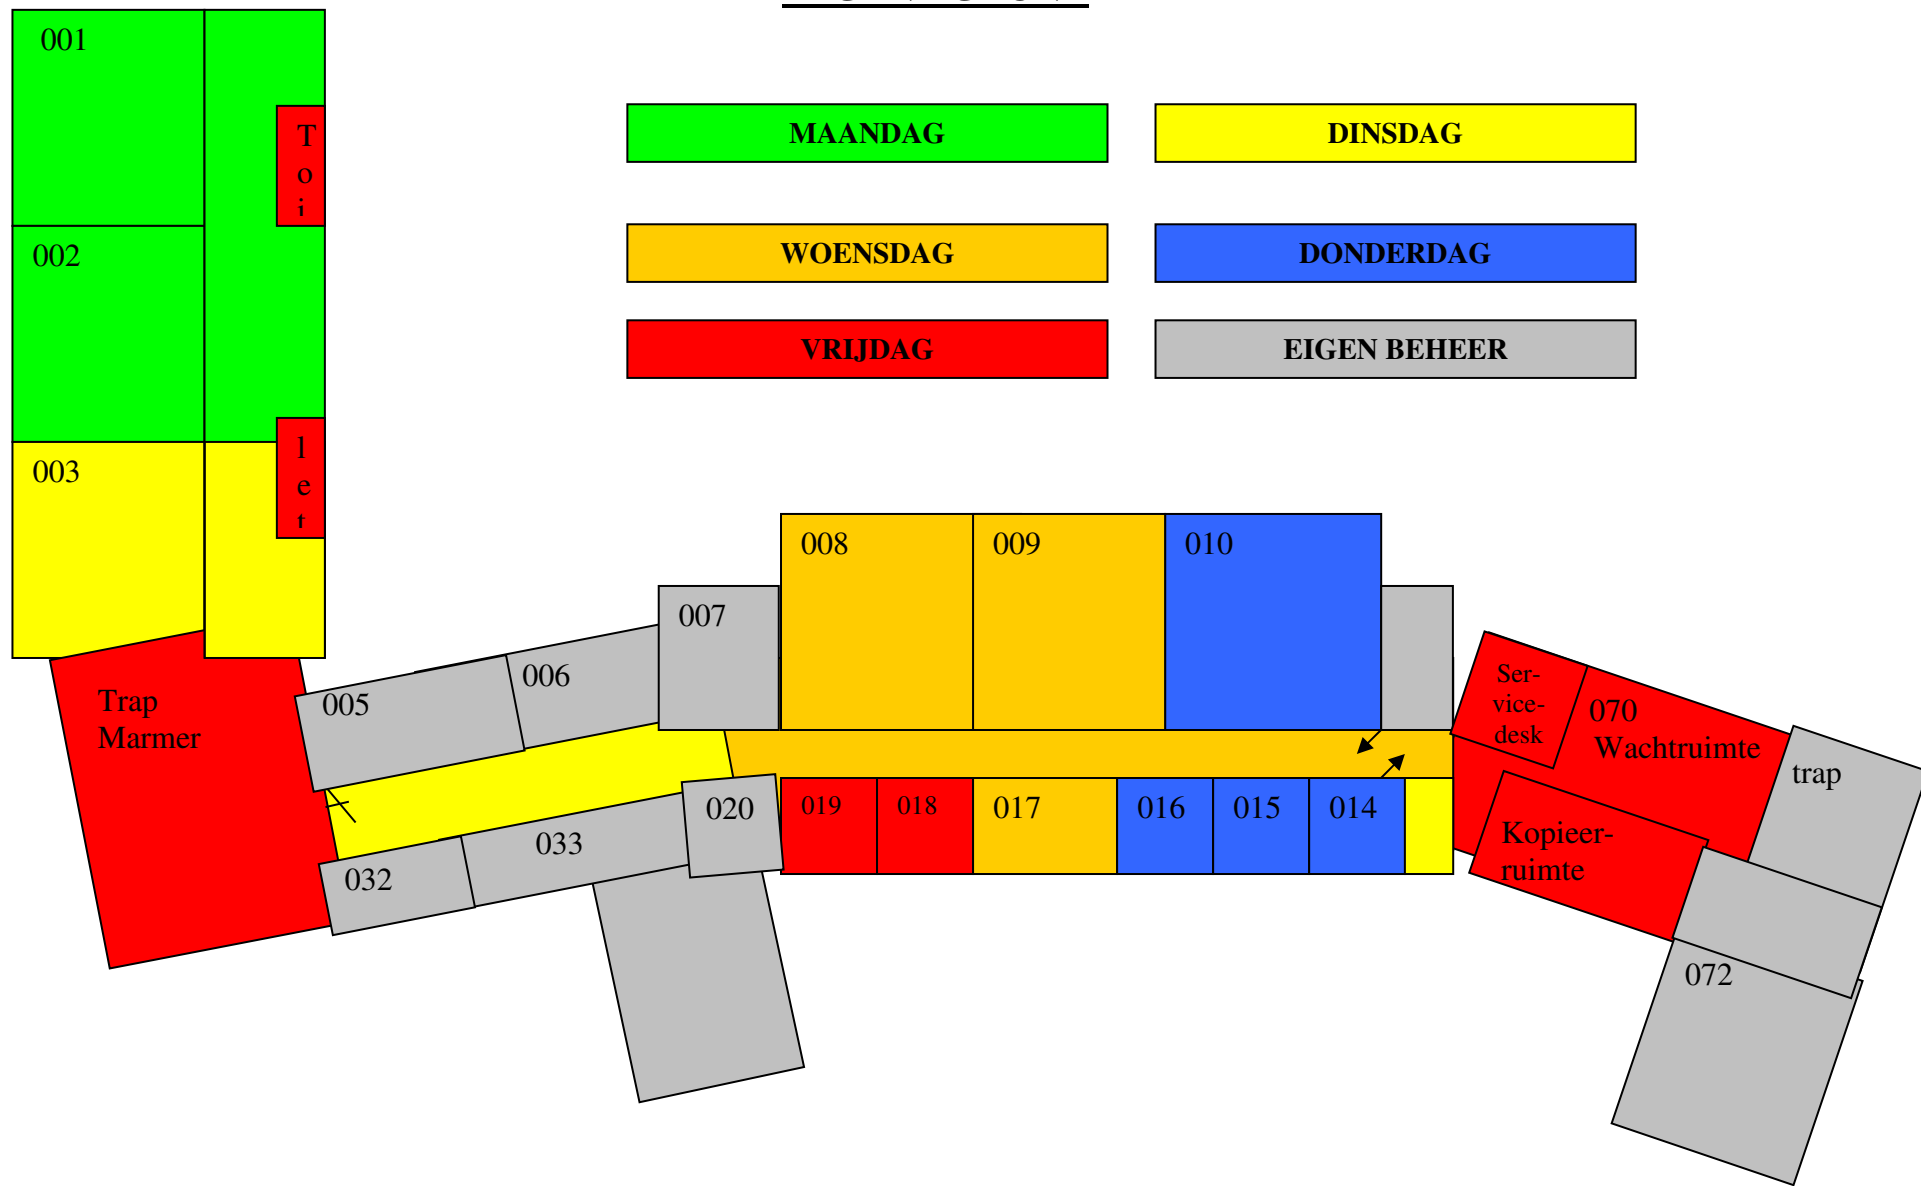 001
T
o
i
MAANDAG
DINSDAG
002
WOENSDAG
DONDERDAG
VRIJDAG
EIGEN BEHEER
003
l
e
t
008
009
010
007
006
005
Trap
Marmer
Ser-
vice-
desk
070
Wachtruimte
trap
020
019
018
017
016
015
014
033
032
Kopieer-
ruimte
072